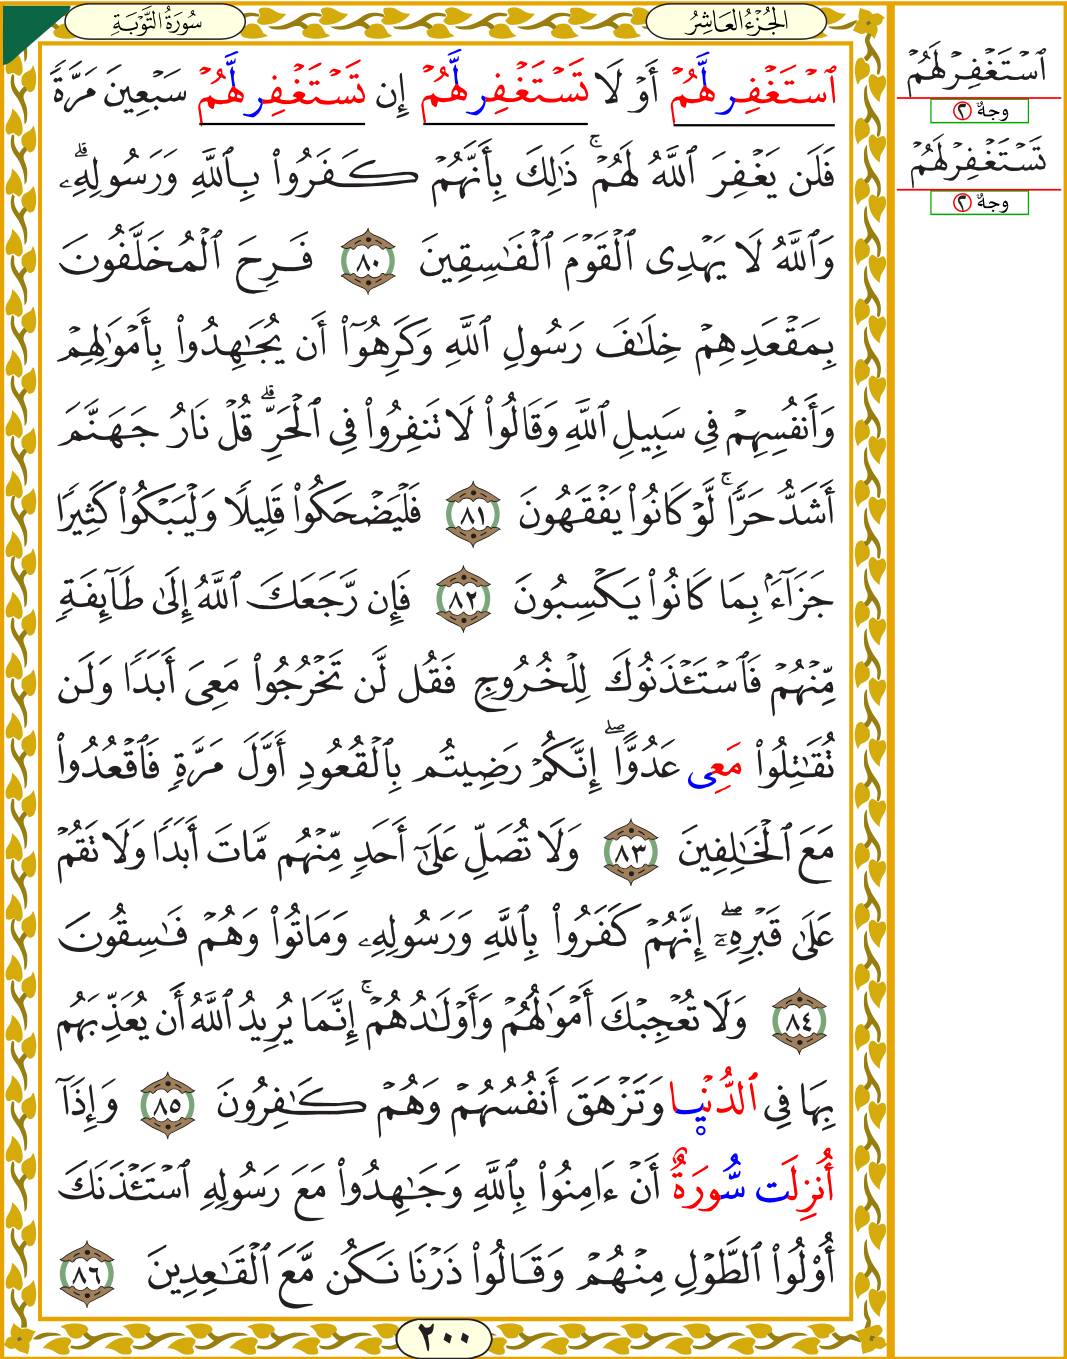 سُورَةُ التَّوْبَةِ
الجُزْءُ العَاشِرُ
ٱسْتَغْفِر لَّهُمْ أَوْ لَا تَسْتَغْفِر لَّهُمْ إِن تَسْتَغْفِر لَّهُمْ سَبْعِينَ مَرَّةً
فَلَن يَغْفِرَ ٱللَّهُ لَهُمْ ۚ ذَٰلِكَ بِأَنَّهُمْ كَفَرُوا۟ بِٱللَّهِ وَرَسُولِهِۦ ۗ
وَٱللَّهُ لَا يَهْدِى ٱلْقَوْمَ ٱلْفَٰسِقِينَ ٨٠ فَرِحَ ٱلْمُخَلَّفُونَ
بِمَقْعَدِهِمْ خِلَٰفَ رَسُولِ ٱللَّهِ وَكَرِهُوٓا۟ أَن يُجَٰهِدُوا۟ بِأَمْوَٰلِهِمْ
وَأَنفُسِهِمْ فِى سَبِيلِ ٱللَّهِ وَقَالُوا۟ لَا تَنفِرُوا۟ فِى ٱلْحَرِّ ۗ قُلْ نَارُ جَهَنَّمَ
أَشَدُّ حَرًّا ۚ لَّوْ كَانُوا۟ يَفْقَهُونَ ٨١ فَلْيَضْحَكُوا۟ قَلِيلًا وَلْيَبْكُوا۟ كَثِيرًا
جَزَآءًۢ بِمَا كَانُوا۟ يَكْسِبُونَ ٨٢ فَإِن رَّجَعَكَ ٱللَّهُ إِلَىٰ طَآئِفَةٍ
مِّنْهُمْ فَٱسْتَـْٔذَنُوكَ لِلْخُرُوجِ فَقُل لَّن تَخْرُجُوا۟ مَعِىَ أَبَدًا وَلَن
تُقَٰتِلُوا۟ مَعِى عَدُوًّا ۖ إِنَّكُمْ رَضِيتُم بِٱلْقُعُودِ أَوَّلَ مَرَّةٍ فَٱقْعُدُوا۟
مَعَ ٱلْخَٰلِفِينَ ٨٣ وَلَا تُصَلِّ عَلَىٰٓ أَحَدٍ مِّنْهُم مَّاتَ أَبَدًا وَلَا تَقُمْ
عَلَىٰ قَبْرِهِۦٓ ۖ إِنَّهُمْ كَفَرُوا۟ بِٱللَّهِ وَرَسُولِهِۦ وَمَاتُوا۟ وَهُمْ فَٰسِقُونَ
٨٤ وَلَا تُعْجِبْكَ أَمْوَٰلُهُمْ وَأَوْلَٰدُهُمْ ۚ إِنَّمَا يُرِيدُ ٱللَّهُ أَن يُعَذِّبَهُم
بِهَا فِى ٱلدُّنْيَا وَتَزْهَقَ أَنفُسُهُمْ وَهُمْ كَٰفِرُونَ ٨٥ وَإِذَآ
أُنزِلَت سُّورَةٌ أَنْ ءَامِنُوا۟ بِٱللَّهِ وَجَٰهِدُوا۟ مَعَ رَسُولِهِ ٱسْتَـْٔذَنَكَ
أُو۟لُوا۟ ٱلطَّوْلِ مِنْهُمْ وَقَالُوا۟ ذَرْنَا نَكُن مَّعَ ٱلْقَٰعِدِينَ ٨٦
٢٠٠
ٱسْتَغْفِرْ لَهُمْ
وجهٌ ٢
تَسْتَغْفِرْ لَهُمْ
وجهٌ ٢